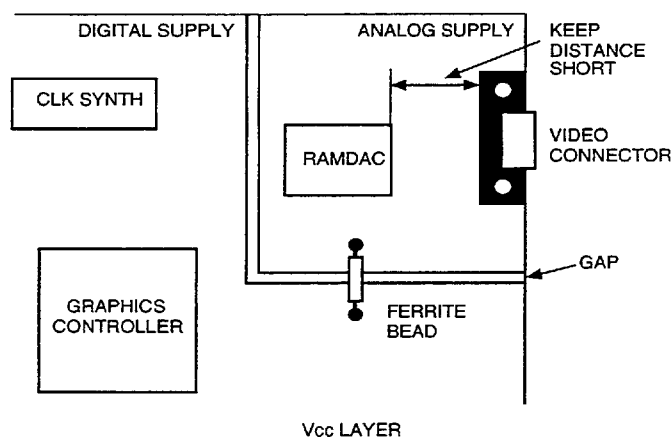 DIGITAL SUPPLY
ANALOG SUPPLY
KEEP
DISTANCE
SHORT
CLK SYNTH
RAMDAC
VIDEO
CONNECTOR
GAP
GRAPHICS
CONTROLLER
FERRITE
BEAD
Vcc LAYER